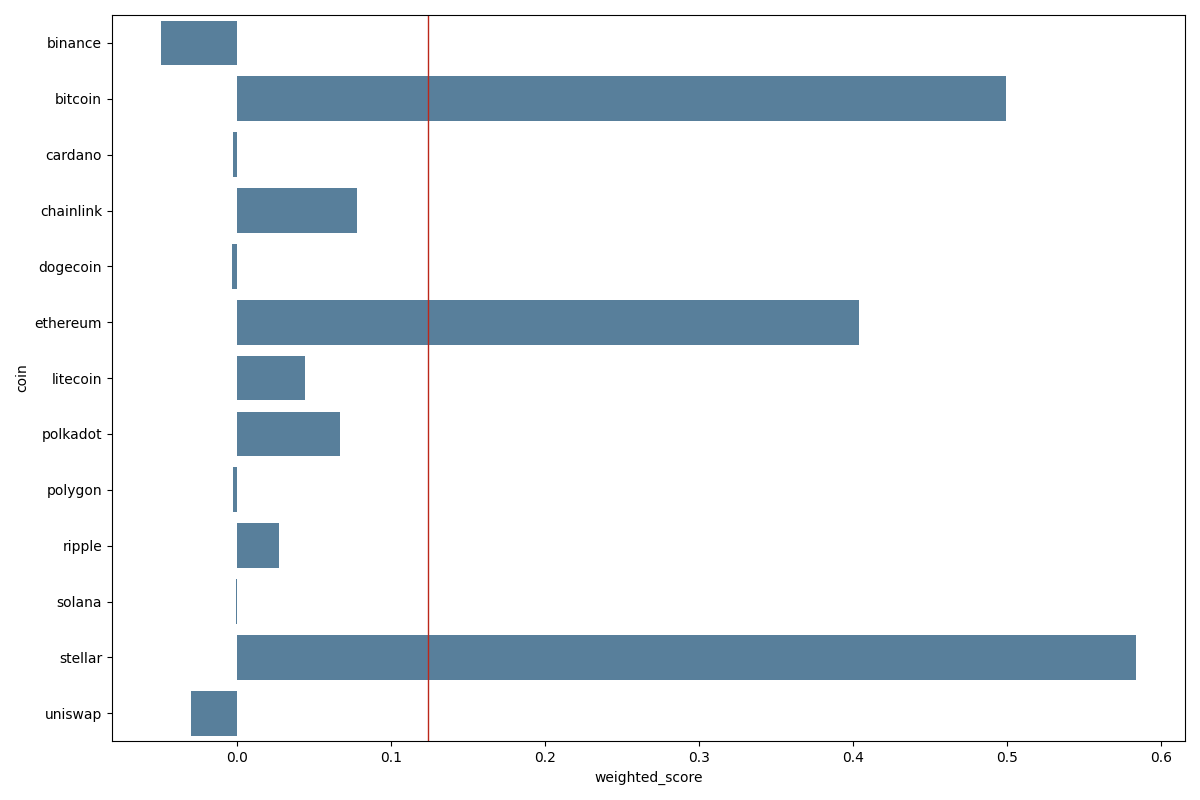 binance
bitcoin
cardano
chainlink
dogecoin
ethereum
litecoin
polkadot
polygon
ripple
solana
stellar
uniswap
coin
0.0 0.1 0.2 0.3 0.4 0.5 0.6
weighted_score